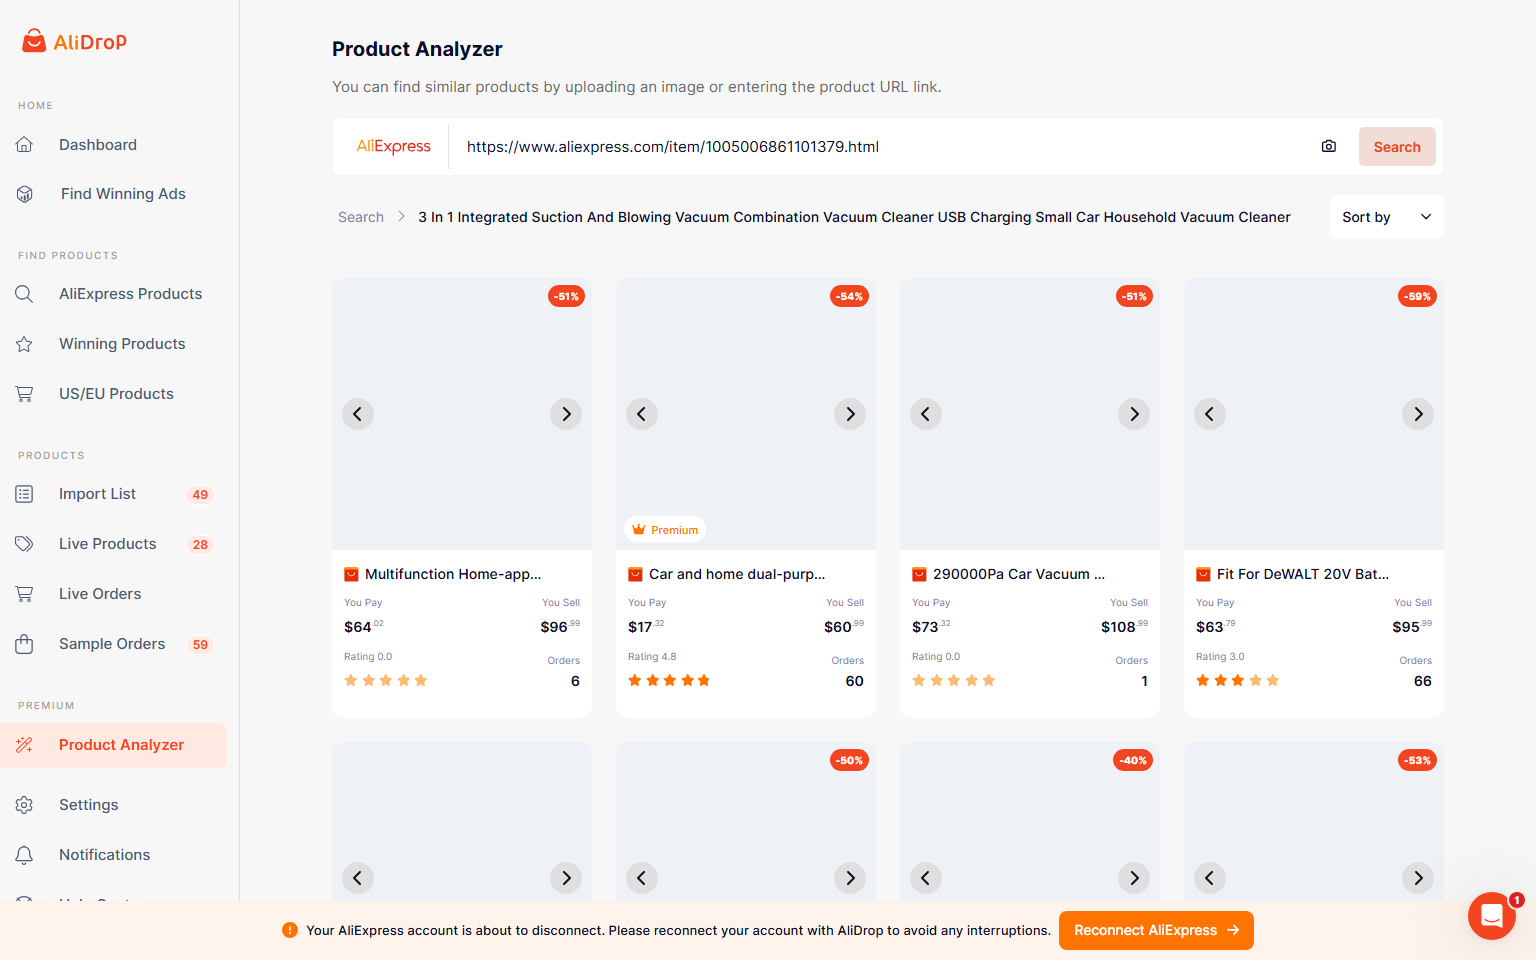 AliDrop
HOME
Dashboard
Find Winning Ads
FIND PRODUCTS
AliExpress Products
Winning Products
US/EU Products
PRODUCTS
Import List 49
Live Products 28
Live Orders
Sample Orders 59
PREMIUM
Product Analyzer
Settings
Notifications
Product Analyzer
You can find similar products by uploading an image or entering the product URL link.
AliExpress https://www.aliexpress.com/item/1005006861101379.html Search
Search 3 In 1 Integrated Suction And Blowing Vacuum Combination Vacuum Cleaner USB Charging Small Car Household Vacuum Cleaner Sort by
-51%
Multifunction Home-app...
You Pay You Sell
$64.02 $96.99
Rating 0.0 Orders
6
-54%
Premium
Car and home dual-purp...
You Pay You Sell
$17.32 $60.99
Rating 4.8 Orders
60
-51%
290000Pa Car Vacuum ...
You Pay You Sell
$73.32 $108.99
Rating 0.0 Orders
1
-59%
Fit For DeWALT 20V Bat...
You Pay You Sell
$63.79 $95.99
Rating 3.0 Orders
66
-50%
-40%
-53%
Your AliExpress account is about to disconnect. Please reconnect your account with AliDrop to avoid any interruptions. Reconnect AliExpress
1